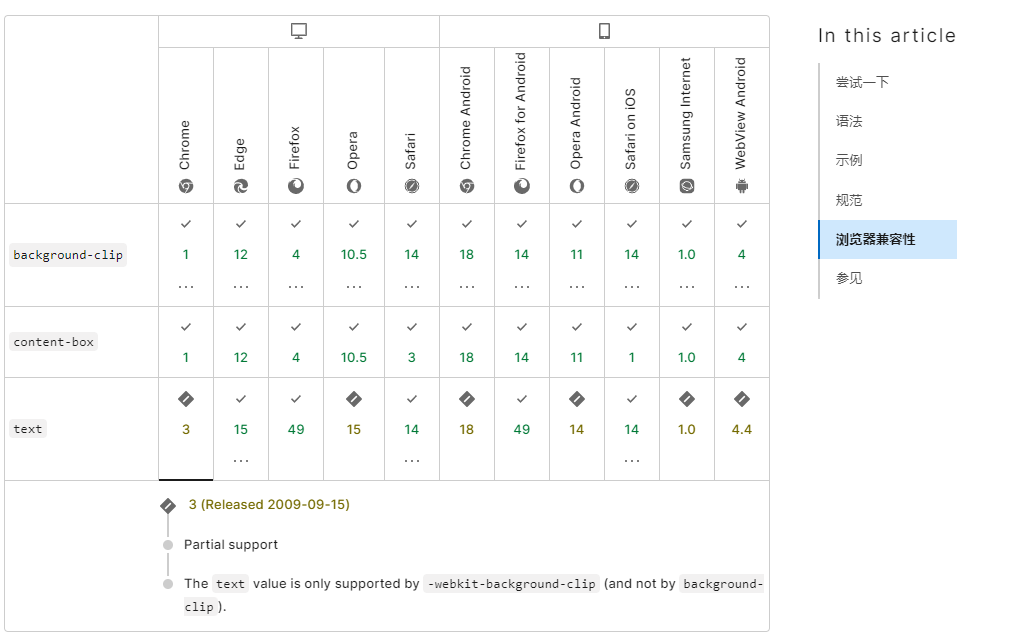 In this article
尝试一下
语法
示例
规范
浏览器兼容性
参见
Chrome
Edge
Firefox
Opera
Safari
Chrome Android
Firefox for Android
Opera Android
Safari on iOS
Samsung Internet
WebView Android
background-clip 1 12 4 10.5 14 18 14 11 14 1.0 4
... ... ... ... ... ... ... ... ... ... ...
content-box 1 12 4 10.5 3 18 14 11 1 1.0 4
text 3 15 49 15 14 18 49 14 14 1.0 4.4
... ... ...
3 (Released 2009-09-15)
Partial support
The text value is only supported by -webkit-background-clip (and not by background-
clip).